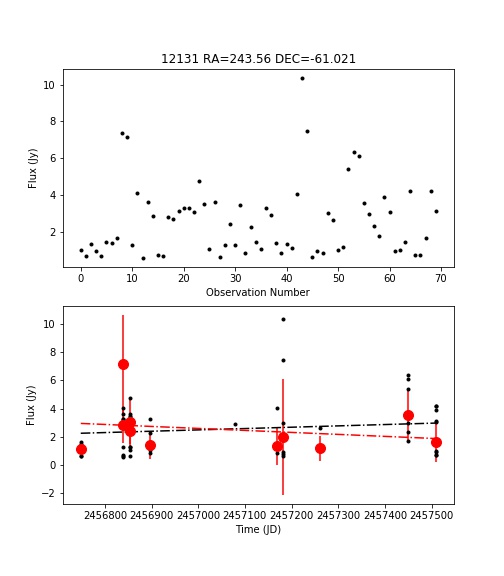 12131 RA=243.56 DEC=-61.021
10
8
6
4
2
Flux (Jy)
0 10 20 30 40 50 60 70
Observation Number
10
8
6
4
2
0
−2
Flux (Jy)
2456800 2456900 2457000 2457100 2457200 2457300 2457400 2457500
Time (JD)